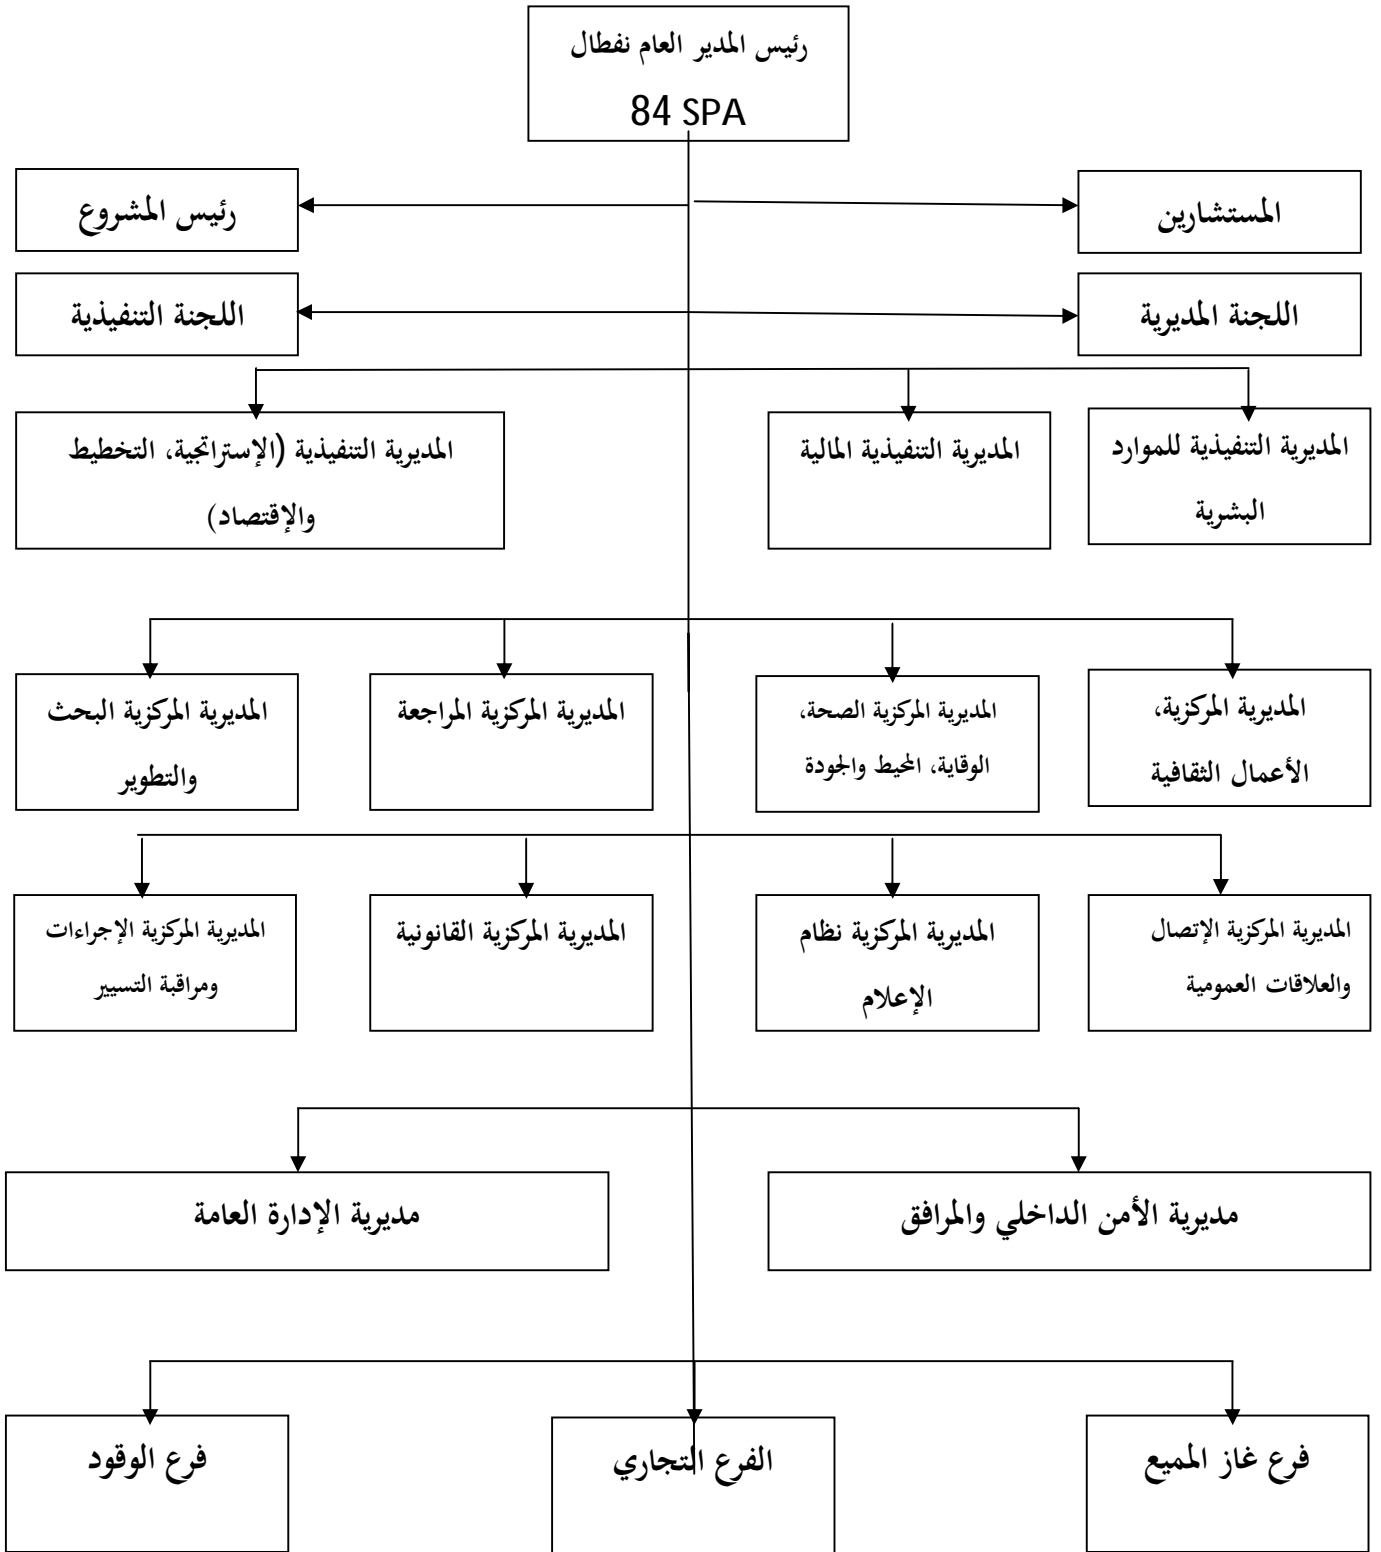 رئيس المدير العام نفطال
84 SPA
المستشارين
رئيس المشروع
اللجنة المديرية
اللجنة التنفيذية
المديرية التنفيذية للموارد
البشرية
المديرية التنفيذية المالية
المديرية التنفيذية (الإستراتجية، التخطيط
والإقتصاد)
المديرية المركزية،
الأعمال الثقافية
المديرية المركزية الصحة،
الوقاية، المحيط والجودة
المديرية المركزية المراجعة
المديرية المركزية البحث
والتطوير
المديرية المركزية الإتصال
والعلاقات العمومية
المديرية المركزية نظام
الإعلام
المديرية المركزية القانونية
المديرية المركزية الإجراءات
ومراقبة التسيير
مديرية الأمن الداخلي والمرافق
مديرية الإدارة العامة
فرع غاز المميع
الفرع التجاري
فرع الوقود